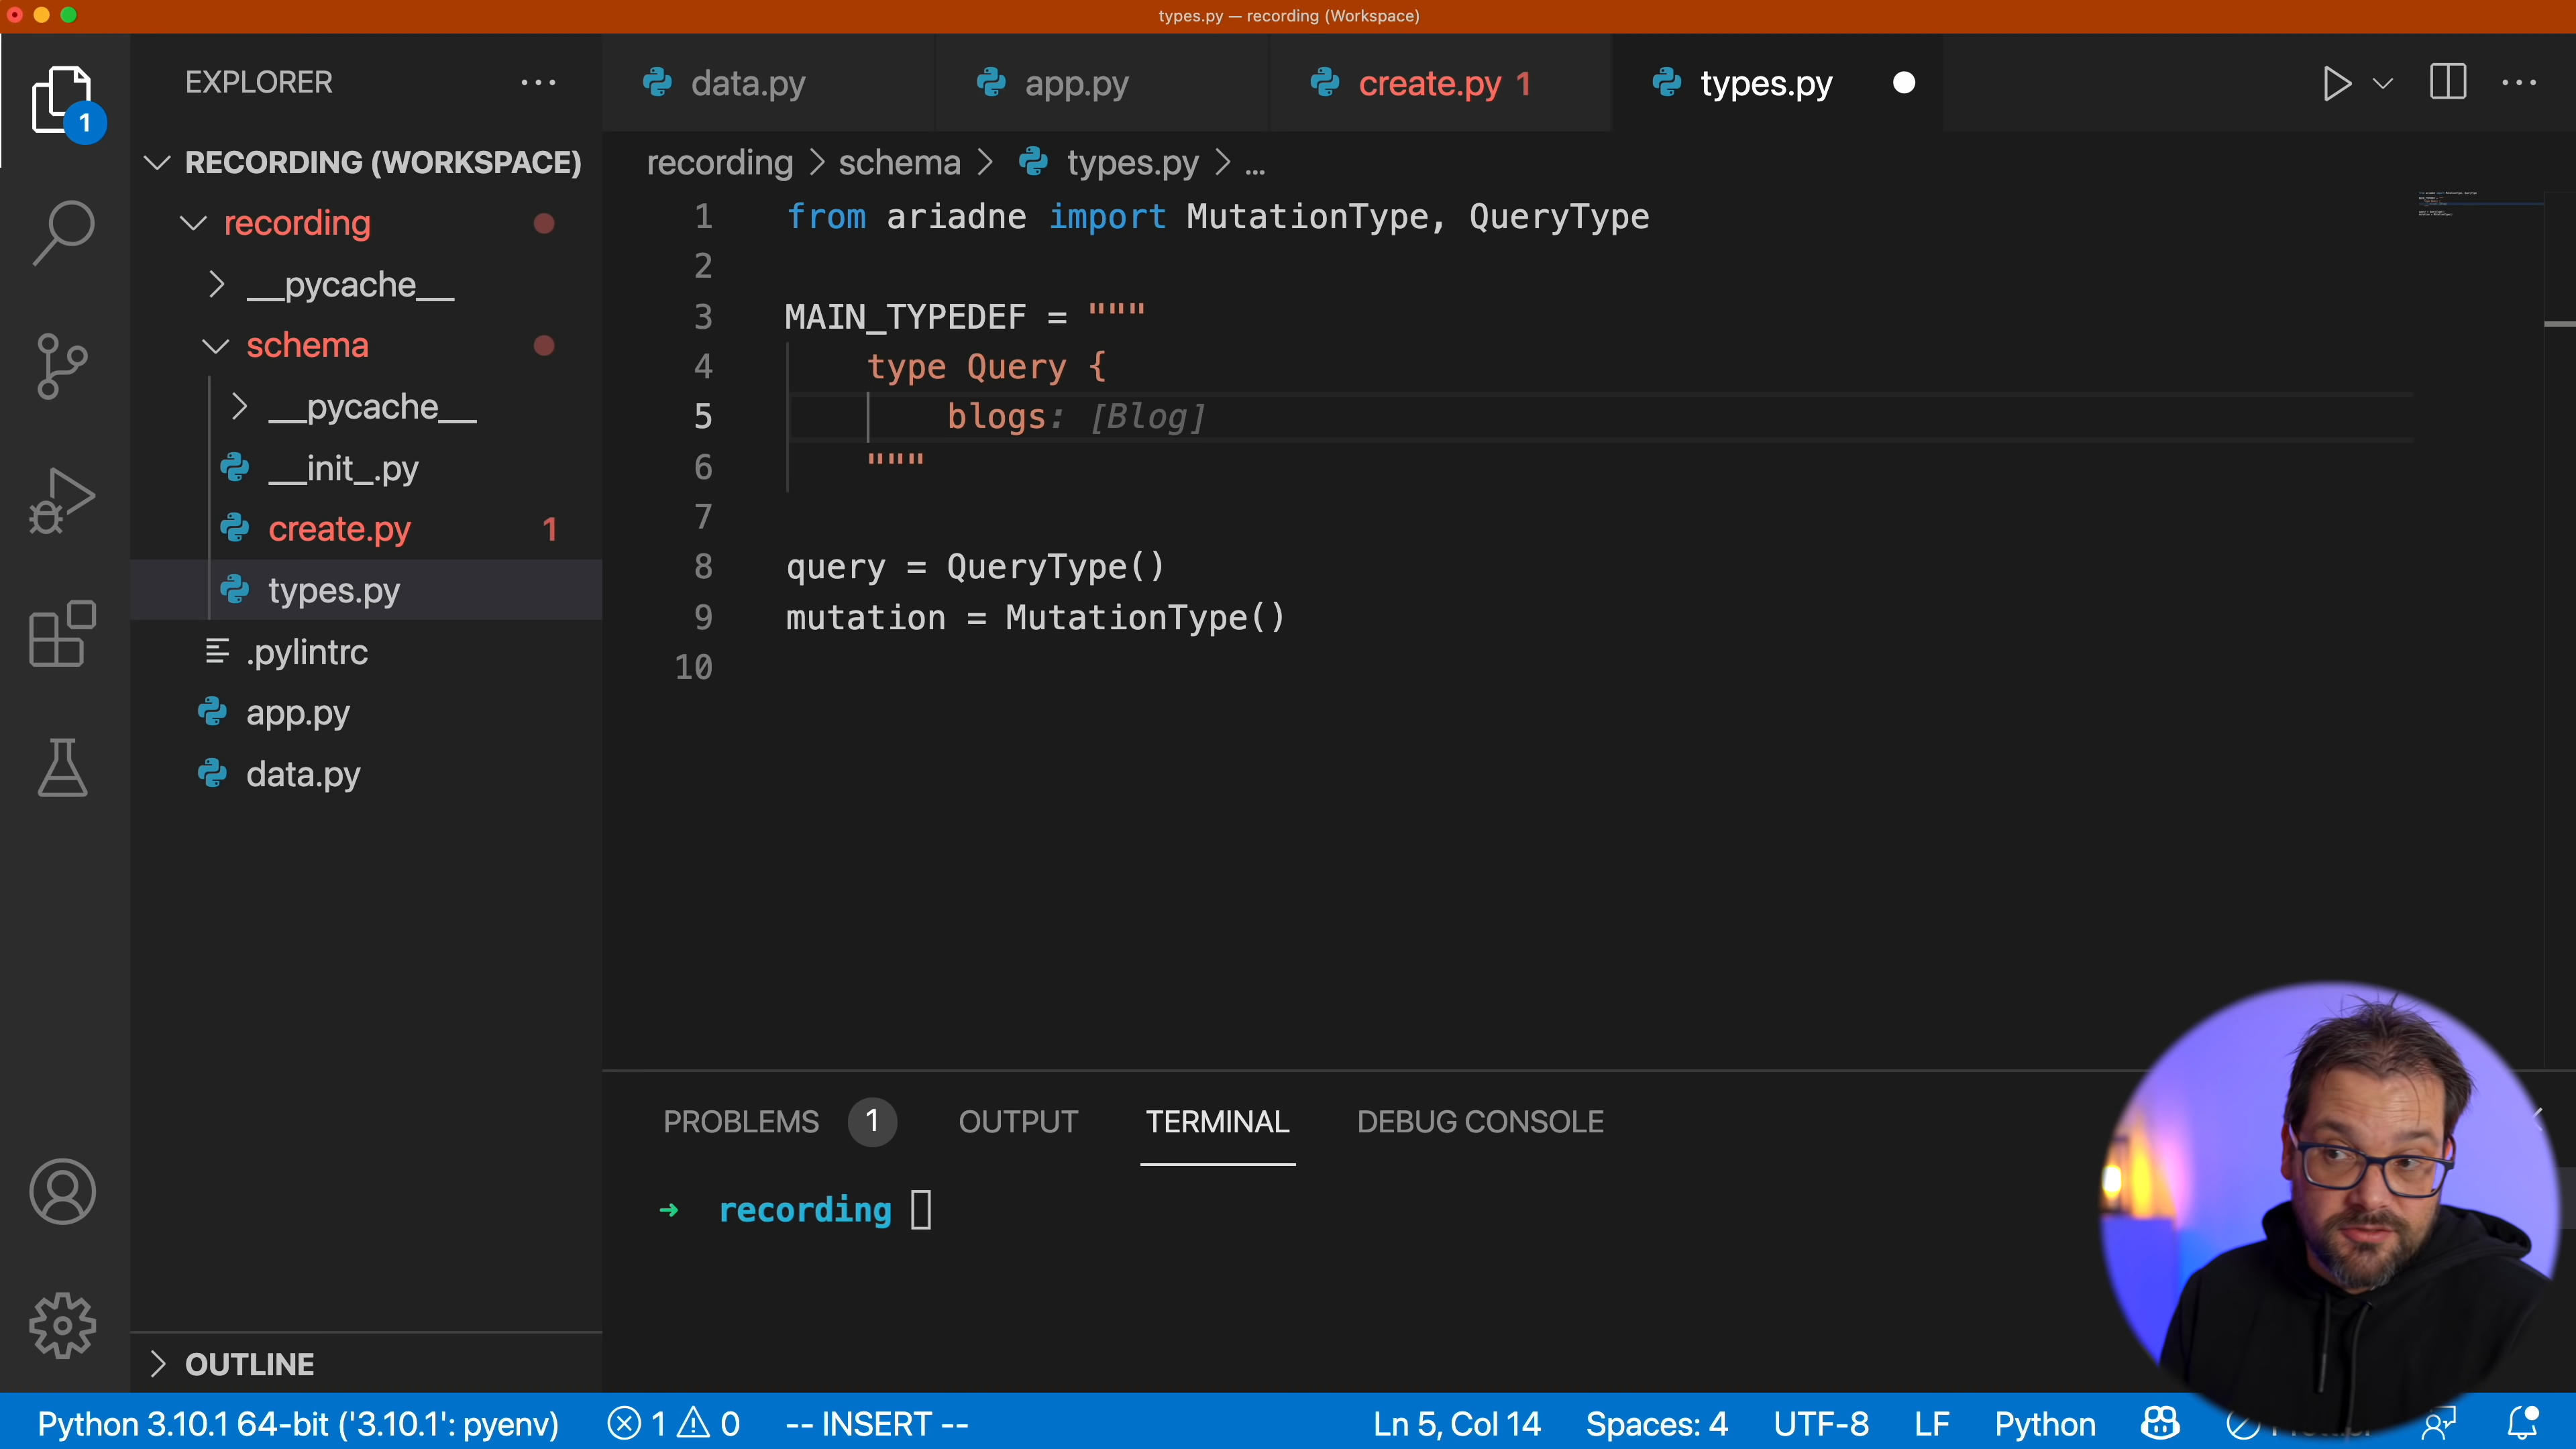 types.py — recording (Workspace)
EXPLORER
RECORDING (WORKSPACE)
recording
__pycache__
schema
__pycache__
__init_.py
create.py 1
types.py
.pylintrc
app.py
data.py
OUTLINE
1
data.py
app.py
create.py 1
types.py
recording > schema > types.py > ...
1 from ariadne import MutationType, QueryType
2
3 MAIN_TYPEDEF = """
4 type Query {
5 blogs: [Blog]
6 """
7
8 query = QueryType()
9 mutation = MutationType()
10
PROBLEMS 1 OUTPUT TERMINAL DEBUG CONSOLE
→ recording
Python 3.10.1 64-bit ('3.10.1': pyenv) 1 0 -- INSERT -- Ln 5, Col 14 Spaces: 4 UTF-8 LF Python